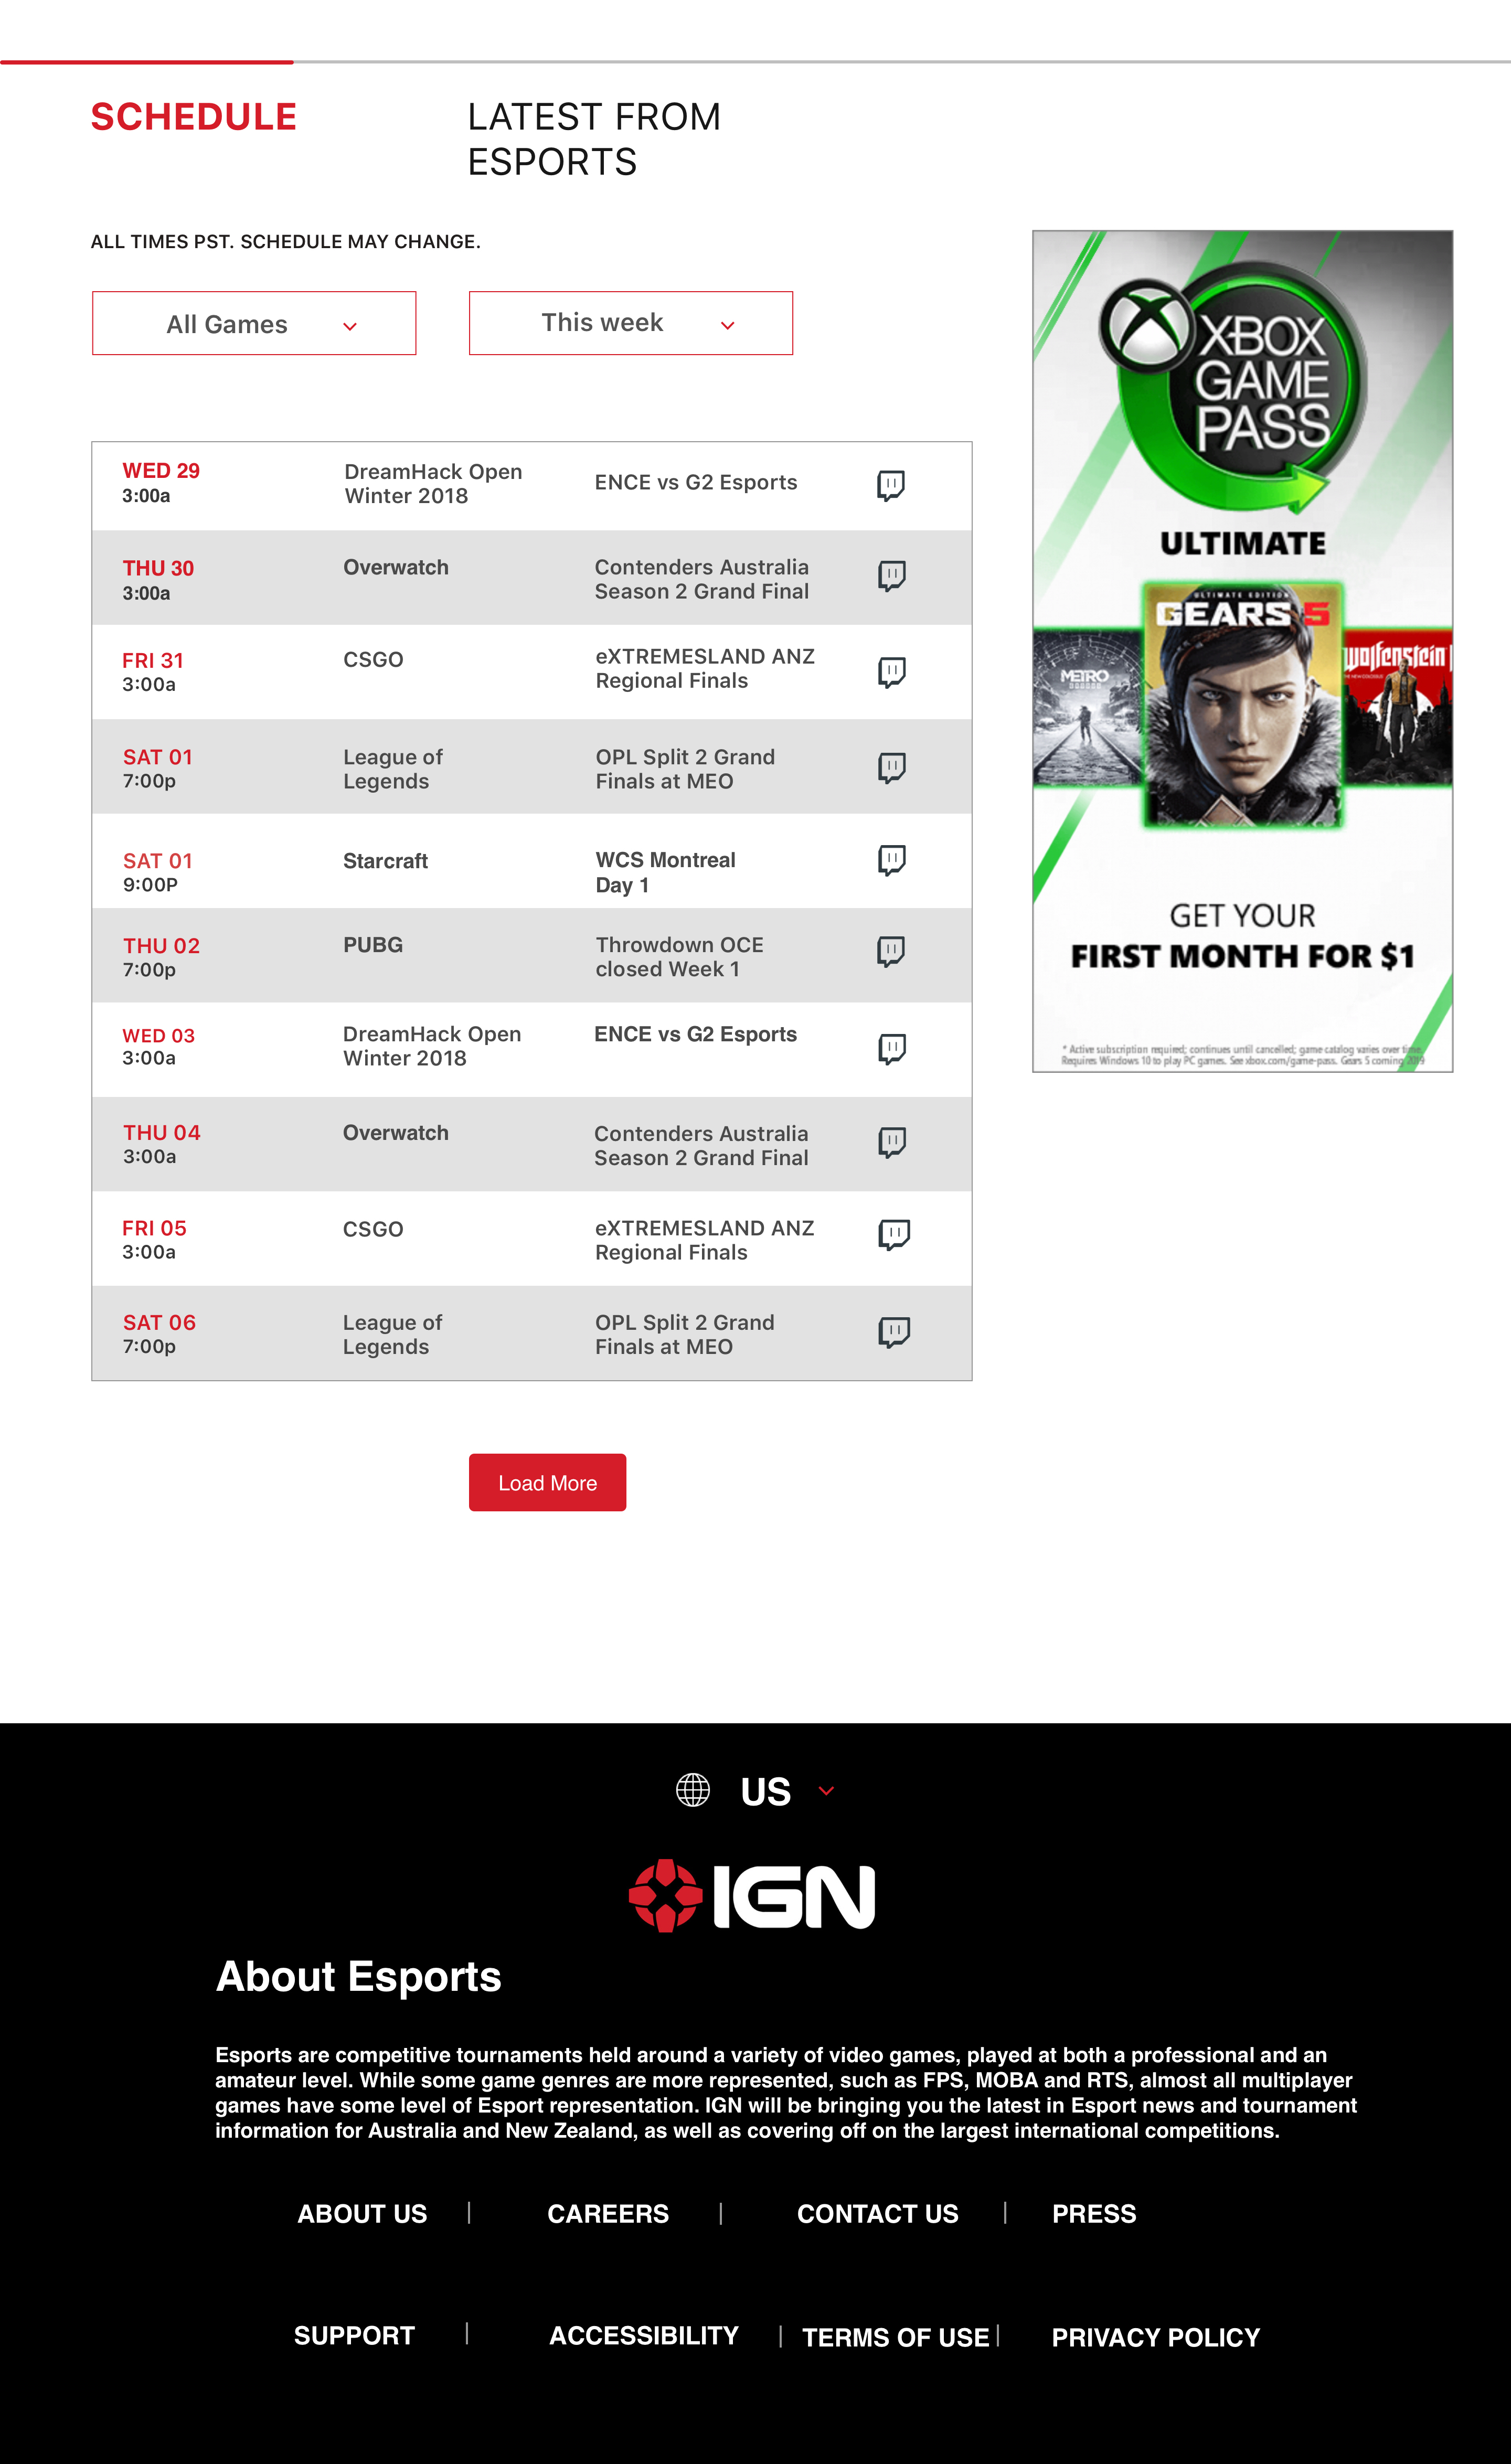 SCHEDULE
LATEST FROM
ESPORTS
ALL TIMES PST. SCHEDULE MAY CHANGE.
All Games
This week
WED 29
3:00a
DreamHack Open
Winter 2018
ENCE vs G2 Esports
THU 30
3:00a
Overwatch
Contenders Australia
Season 2 Grand Final
FRI 31
3:00a
CSGO
eXTREMESLAND ANZ
Regional Finals
SAT 01
7:00p
League of
Legends
OPL Split 2 Grand
Finals at MEO
SAT 01
9:00P
Starcraft
WCS Montreal
Day 1
THU 02
7:00p
PUBG
Throwdown OCE
closed Week 1
WED 03
3:00a
DreamHack Open
Winter 2018
ENCE vs G2 Esports
THU 04
3:00a
Overwatch
Contenders Australia
Season 2 Grand Final
FRI 05
3:00a
CSGO
eXTREMESLAND ANZ
Regional Finals
SAT 06
7:00p
League of
Legends
OPL Split 2 Grand
Finals at MEO
Load More
XBOX
GAME
PASS
ULTIMATE
ULTIMATE EDITION
GEARS 5
METRO
Wolfenstein
THE NEW COLOSSUS
GET YOUR
FIRST MONTH FOR $1
* Active subscription required; continues until cancelled; game catalog varies over time.
Requires Windows 10 to play PC games. See xbox.com/game-pass. Gears 5 coming 2019
US
IGN
About Esports
Esports are competitive tournaments held around a variety of video games, played at both a professional and an
amateur level. While some game genres are more represented, such as FPS, MOBA and RTS, almost all multiplayer
games have some level of Esport representation. IGN will be bringing you the latest in Esport news and tournament
information for Australia and New Zealand, as well as covering off on the largest international competitions.
ABOUT US | CAREERS | CONTACT US | PRESS
SUPPORT | ACCESSIBILITY | TERMS OF USE | PRIVACY POLICY